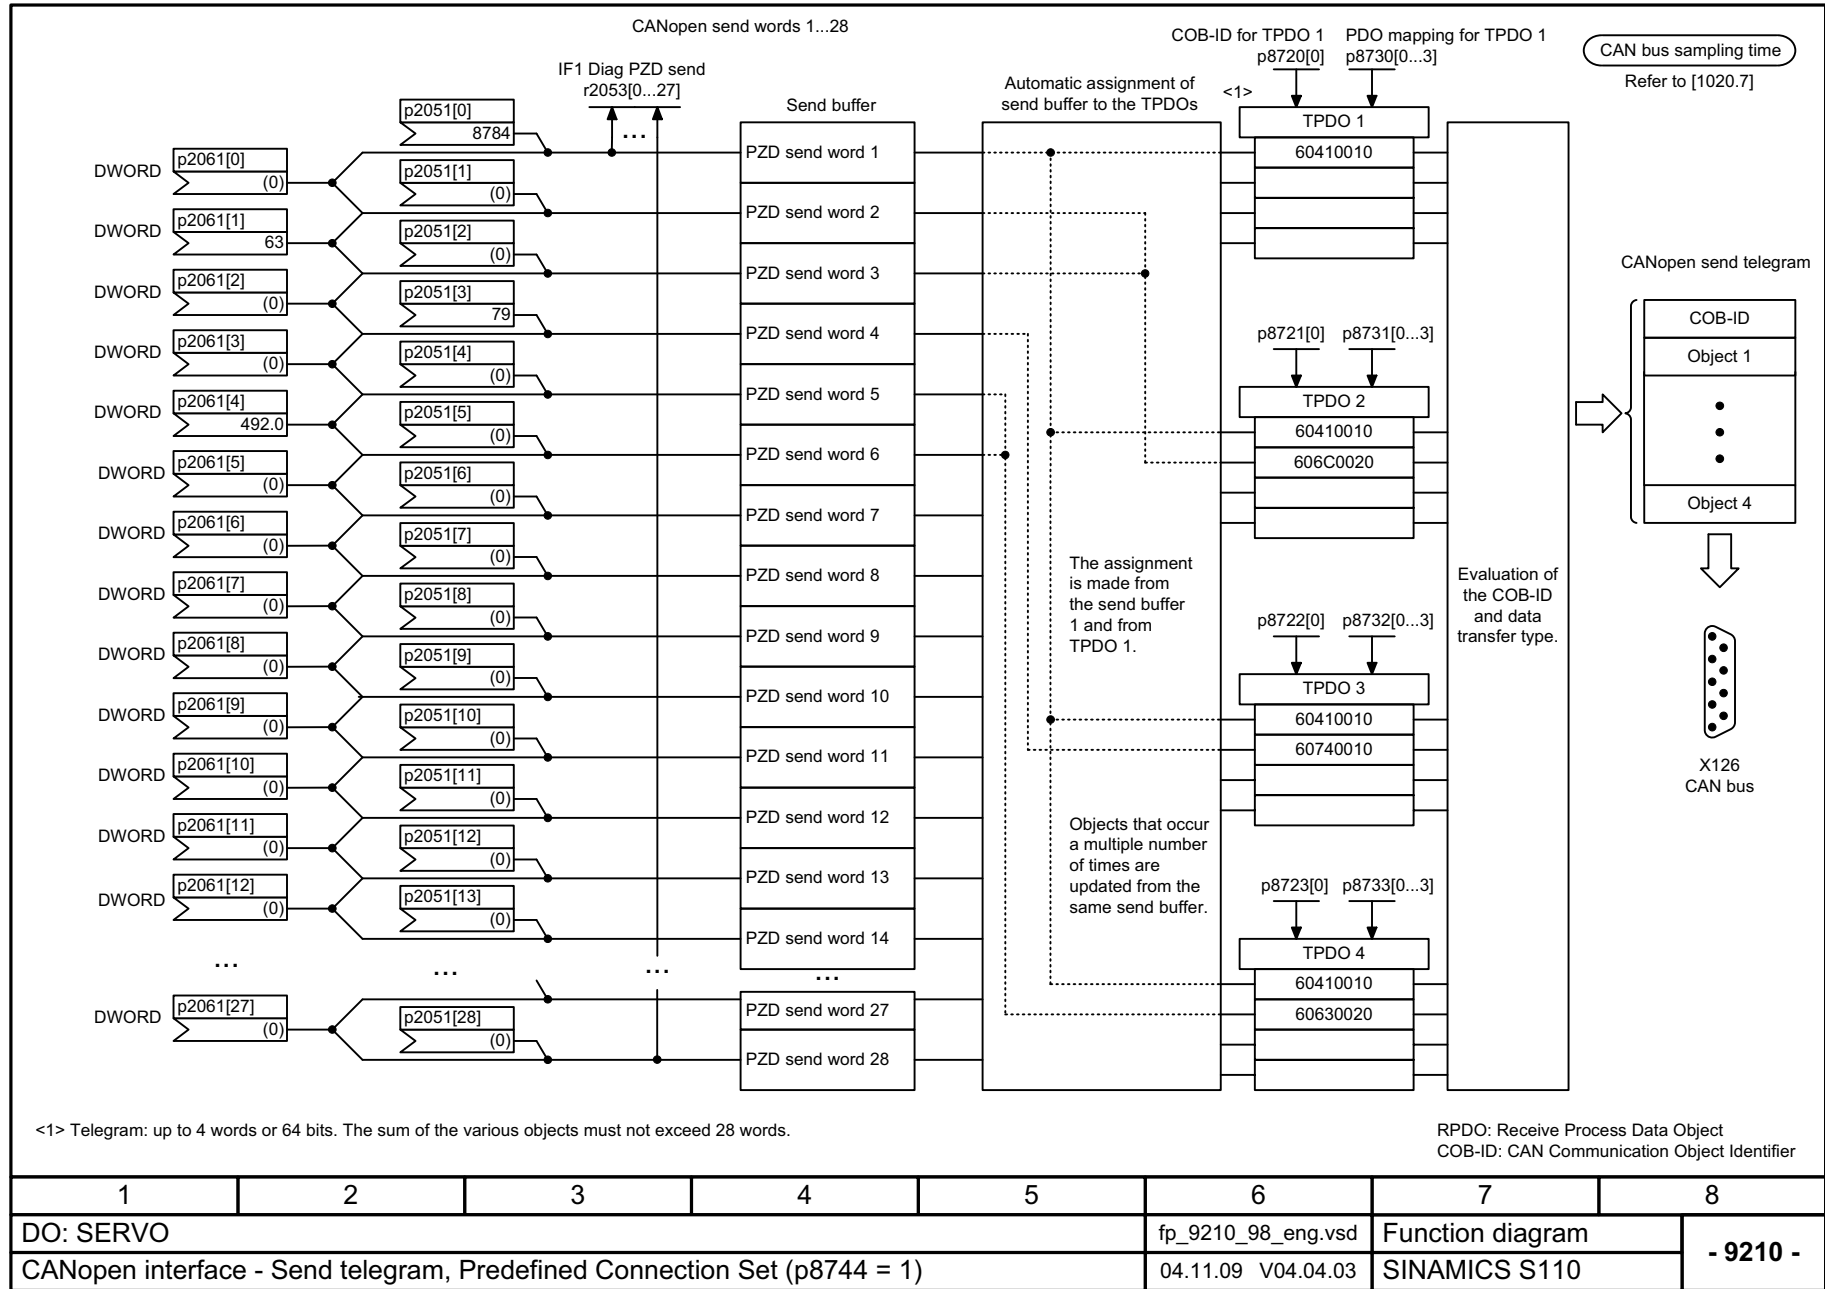 CANopen send words 1...28
IF1 Diag PZD send
r2053[0...27]
...
Send buffer
Automatic assignment of
send buffer to the TPDOs
<1>
COB-ID for TPDO 1
p8720[0]
PDO mapping for TPDO 1
p8730[0...3]
CAN bus sampling time
Refer to [1020.7]
DWORD
p2061[0]
(0)
DWORD
p2061[1]
63
DWORD
p2061[2]
(0)
DWORD
p2061[3]
(0)
DWORD
p2061[4]
492.0
DWORD
p2061[5]
(0)
DWORD
p2061[6]
(0)
DWORD
p2061[7]
(0)
DWORD
p2061[8]
(0)
DWORD
p2061[9]
(0)
DWORD
p2061[10]
(0)
DWORD
p2061[11]
(0)
DWORD
p2061[12]
(0)
...
DWORD
p2061[27]
(0)
p2051[0]
8784
p2051[1]
(0)
p2051[2]
(0)
p2051[3]
79
p2051[4]
(0)
p2051[5]
(0)
p2051[6]
(0)
p2051[7]
(0)
p2051[8]
(0)
p2051[9]
(0)
p2051[10]
(0)
p2051[11]
(0)
p2051[12]
(0)
p2051[13]
(0)
...
p2051[28]
(0)
...
...
PZD send word 1
PZD send word 2
PZD send word 3
PZD send word 4
PZD send word 5
PZD send word 6
PZD send word 7
PZD send word 8
PZD send word 9
PZD send word 10
PZD send word 11
PZD send word 12
PZD send word 13
PZD send word 14
...
PZD send word 27
PZD send word 28
The assignment
is made from
the send buffer
1 and from
TPDO 1.
Objects that occur
a multiple number
of times are
updated from the
same send buffer.
TPDO 1
60410010
p8721[0]
p8731[0...3]
TPDO 2
60410010
606C0020
p8722[0]
p8732[0...3]
TPDO 3
60410010
60740010
p8723[0]
p8733[0...3]
TPDO 4
60410010
60630020
Evaluation of
the COB-ID
and data
transfer type.
CANopen send telegram
COB-ID
Object 1
Object 4
X126
CAN bus
<1> Telegram: up to 4 words or 64 bits. The sum of the various objects must not exceed 28 words.
RPDO: Receive Process Data Object
COB-ID: CAN Communication Object Identifier
1 2 3 4 5 6 7 8
DO: SERVO
fp_9210_98_eng.vsd
Function diagram
- 9210 -
CANopen interface - Send telegram, Predefined Connection Set (p8744 = 1)
04.11.09 V04.04.03
SINAMICS S110